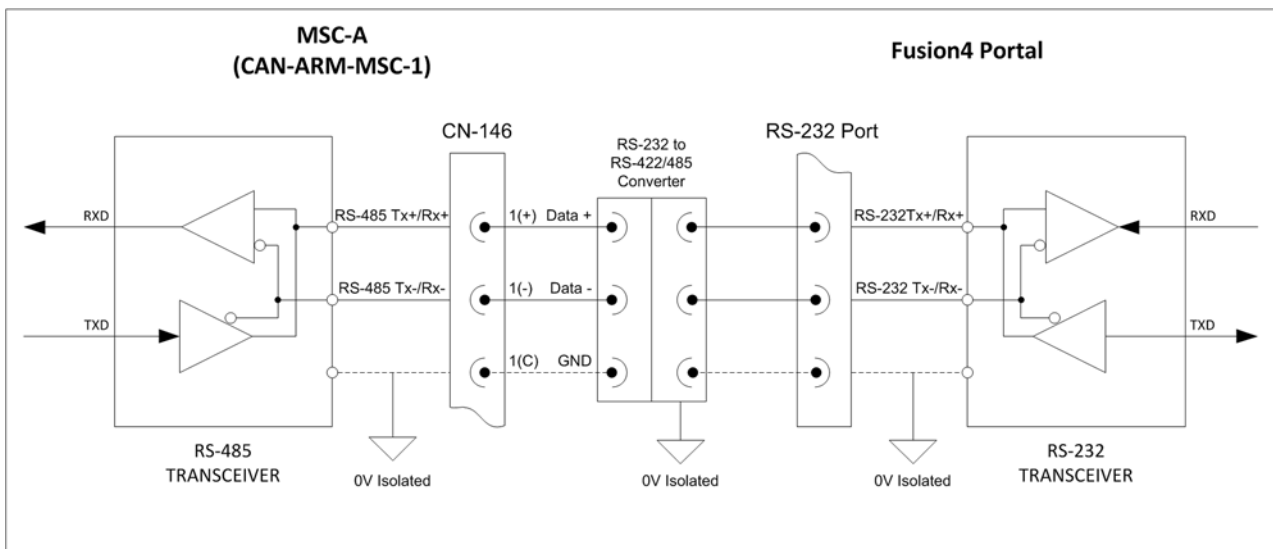 MSC-A
(CAN-ARM-MSC-1)
Fusion4 Portal
CN-146
RS-232 to
RS-422/485
Converter
RS-232 Port
RXD
RS-485 Tx+/Rx+
1(+) Data +
RS-232Tx+/Rx+
RXD
RS-485 Tx-/Rx-
1(-) Data -
RS-232 Tx-/Rx-
TXD
TXD
1(C) GND
RS-485
TRANSCEIVER
0V Isolated
0V Isolated
0V Isolated
RS-232
TRANSCEIVER